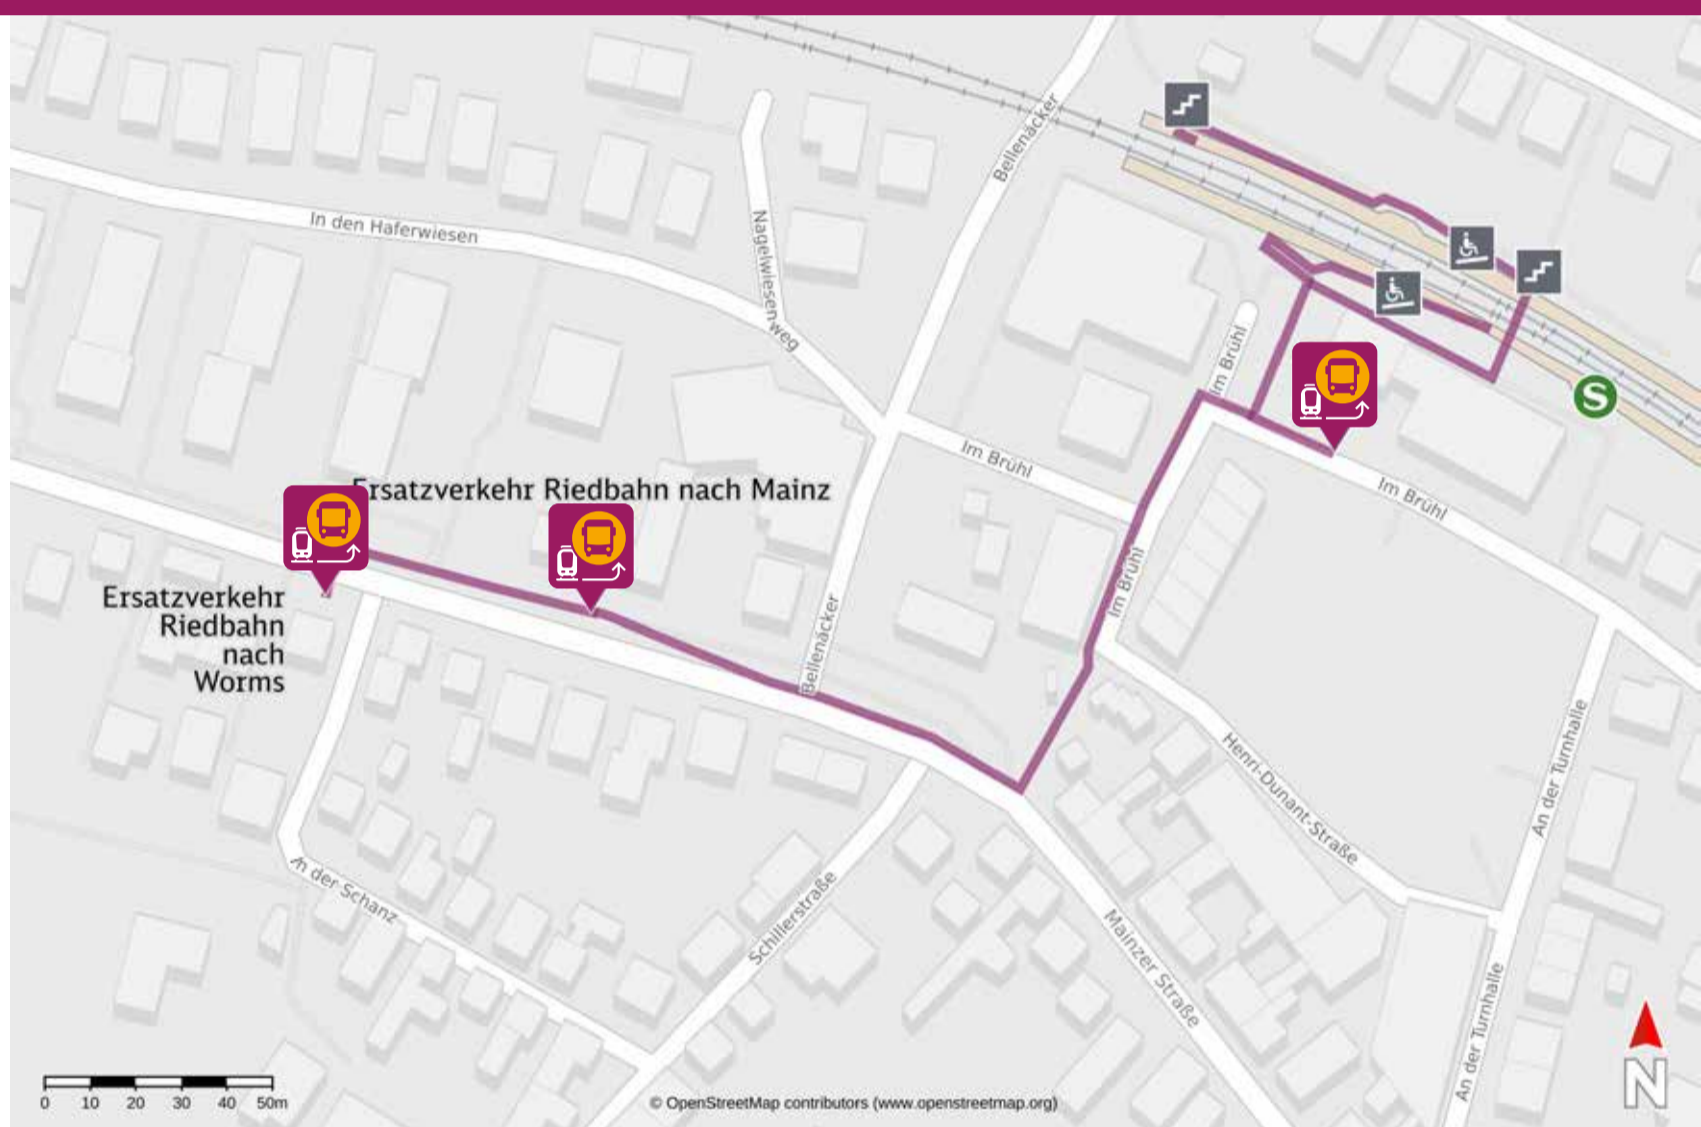 Bellenäcker
In den Haferwiesen
Nagelwiesenweg
Im Brühl
S
Im Brühl
Im Brühl
Ersatzverkehr Riedbahn nach Mainz
Im Brühl
Ersatzverkehr
Riedbahn
nach
Worms
Bellenäcker
Henri-Dunant-Straße
An der Turnhalle
In der Schanz
Schillerstraße
Mainzer Straße
An der Turnhalle
N
0 10 20 30 40 50m
© OpenStreetMap contributors (www.openstreetmap.org)